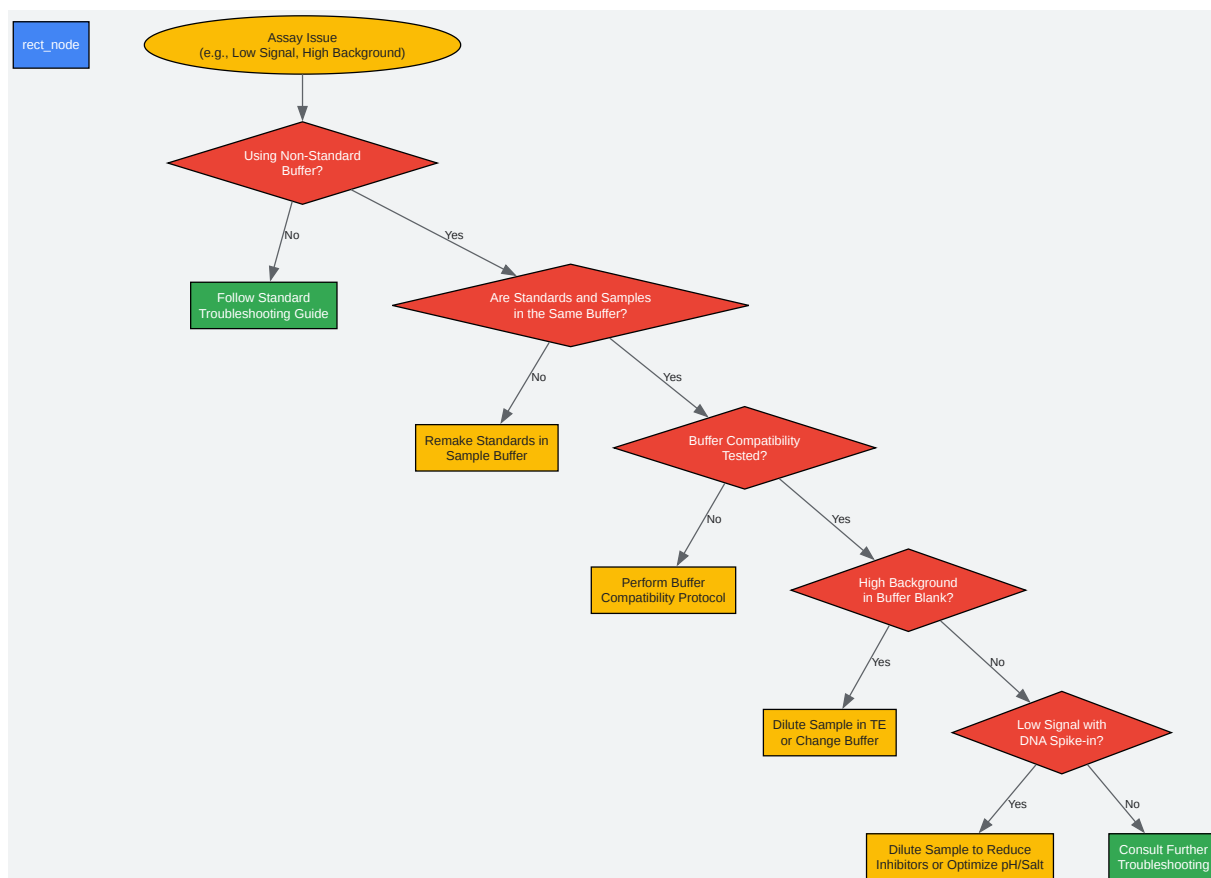 rect_node
Assay Issue
(e.g., Low Signal, High Background)
Using Non-Standard
Buffer?
No
Yes
Follow Standard
Troubleshooting Guide
Are Standards and Samples
in the Same Buffer?
No
Yes
Remake Standards in
Sample Buffer
Buffer Compatibility
Tested?
No
Yes
Perform Buffer
Compatibility Protocol
High Background
in Buffer Blank?
Yes
No
Dilute Sample in TE
or Change Buffer
Low Signal with
DNA Spike-in?
Yes
No
Dilute Sample to Reduce
Inhibitors or Optimize pH/Salt
Consult Further
Troubleshooting